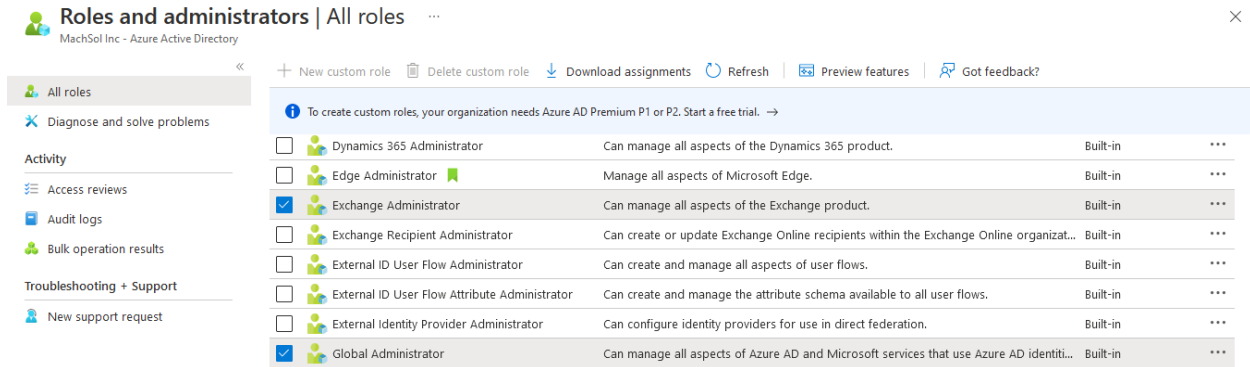 Roles and administrators | All roles ...
MachSol Inc - Azure Active Directory
«
All roles
Diagnose and solve problems
Activity
Access reviews
Audit logs
Bulk operation results
Troubleshooting + Support
New support request
New custom role Delete custom role Download assignments Refresh Preview features Got feedback?
To create custom roles, your organization needs Azure AD Premium P1 or P2. Start a free trial. →
Dynamics 365 Administrator Can manage all aspects of the Dynamics 365 product. Built-in ...
Edge Administrator Manage all aspects of Microsoft Edge. Built-in ...
Exchange Administrator Can manage all aspects of the Exchange product. Built-in ...
Exchange Recipient Administrator Can create or update Exchange Online recipients within the Exchange Online organizat... Built-in ...
External ID User Flow Administrator Can create and manage all aspects of user flows. Built-in ...
External ID User Flow Attribute Administrator Can create and manage the attribute schema available to all user flows. Built-in ...
External Identity Provider Administrator Can configure identity providers for use in direct federation. Built-in ...
Global Administrator Can manage all aspects of Azure AD and Microsoft services that use Azure AD identiti... Built-in ...